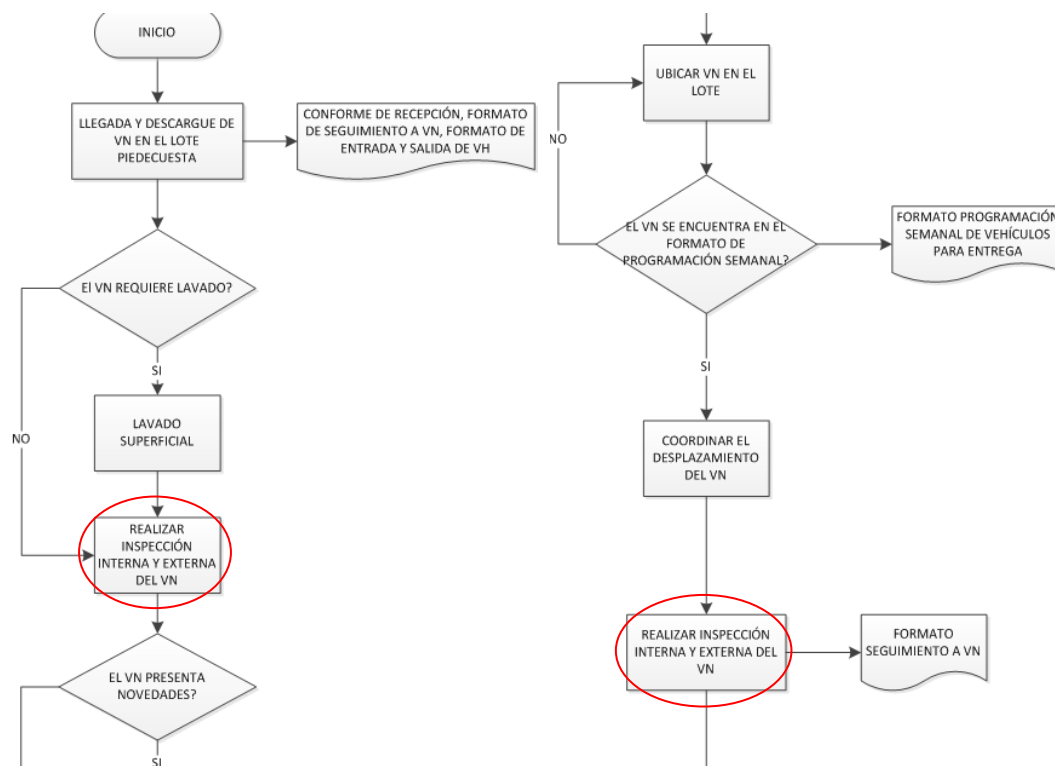 INICIO
LLEGADA Y DESCARGUE DE
VN EN EL LOTE
PIEDECUESTA
CONFORME DE RECEPCIÓN, FORMATO
DE SEGUIMIENTO A VN, FORMATO DE
ENTRADA Y SALIDA DE VH
El VN REQUIERE LAVADO?
SI
NO
LAVADO
SUPERFICIAL
REALIZAR
INSPECCIÓN
INTERNA Y EXTERNA
DEL VN
EL VN PRESENTA
NOVEDADES?
SI
UBICAR VN EN EL
LOTE
NO
EL VN SE ENCUENTRA EN EL
FORMATO DE
PROGRAMACIÓN SEMANAL?
FORMATO PROGRAMACIÓN
SEMANAL DE VEHÍCULOS
PARA ENTREGA
SI
COORDINAR EL
DESPLAZAMIENTO
DEL VN
REALIZAR INSPECCIÓN
INTERNA Y EXTERNA DEL
VN
FORMATO
SEGUIMIENTO A VN